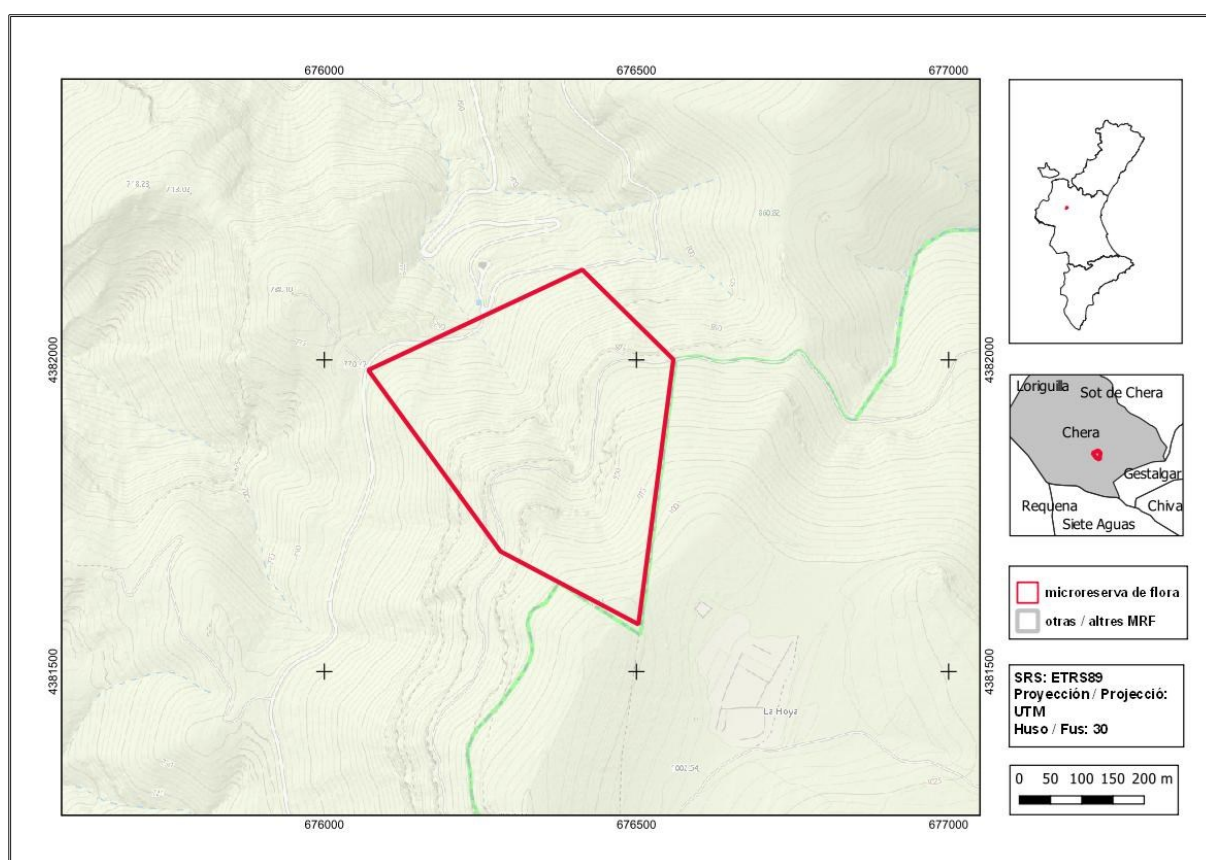 676000 676500 677000
4382000
4382000
4381500
4381500
La Hoya
1002.54
676000 676500 677000
Loriguilla
Sot de Chera
Chera
Gestalgar
Requena
Chiva
Siete Aguas
microreserva de flora
otras / altres MRF
SRS: ETRS89
Proyección / Projecció:
UTM
Huso / Fus: 30
0 50 100 150 200 m